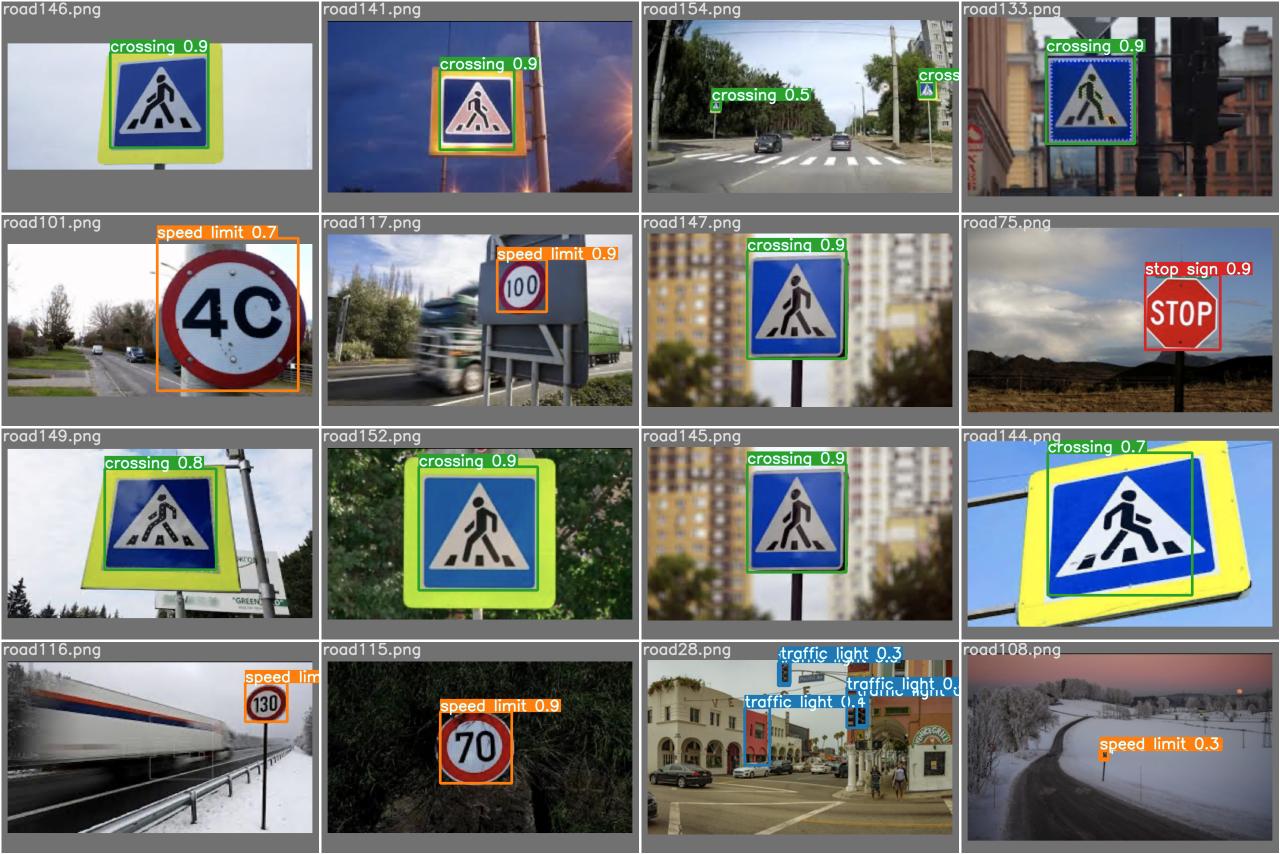 road146.png
crossing 0.9
road141.png
crossing 0.9
road154.png
crossing 0.5
cross
road133.png
crossing 0.9
road101.png
speed limit 0.7
4C
road117.png
speed limit 0.9
100
road147.png
crossing 0.9
road75.png
stop sign 0.9
STOP
road149.png
crossing 0.8
"GREEN
road152.png
crossing 0.9
road145.png
crossing 0.9
road144.png
crossing 0.7
road116.png
speed lim
130
road115.png
speed limit 0.9
70
road28.png
traffic light 0.3
traffic light 0.
traffic light 0.4
road108.png
speed limit 0.3